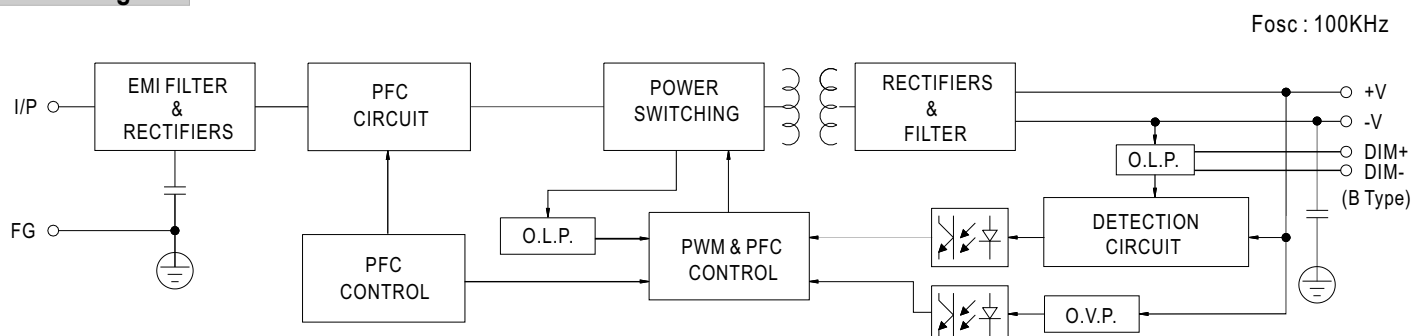 Fosc : 100KHz
I/P
EMI FILTER
&
RECTIFIERS
PFC
CIRCUIT
POWER
SWITCHING
RECTIFIERS
&
FILTER
+V
-V
DIM+
DIM-
(B Type)
O.L.P.
FG
O.L.P.
DETECTION
CIRCUIT
PFC
CONTROL
PWM & PFC
CONTROL
O.V.P.